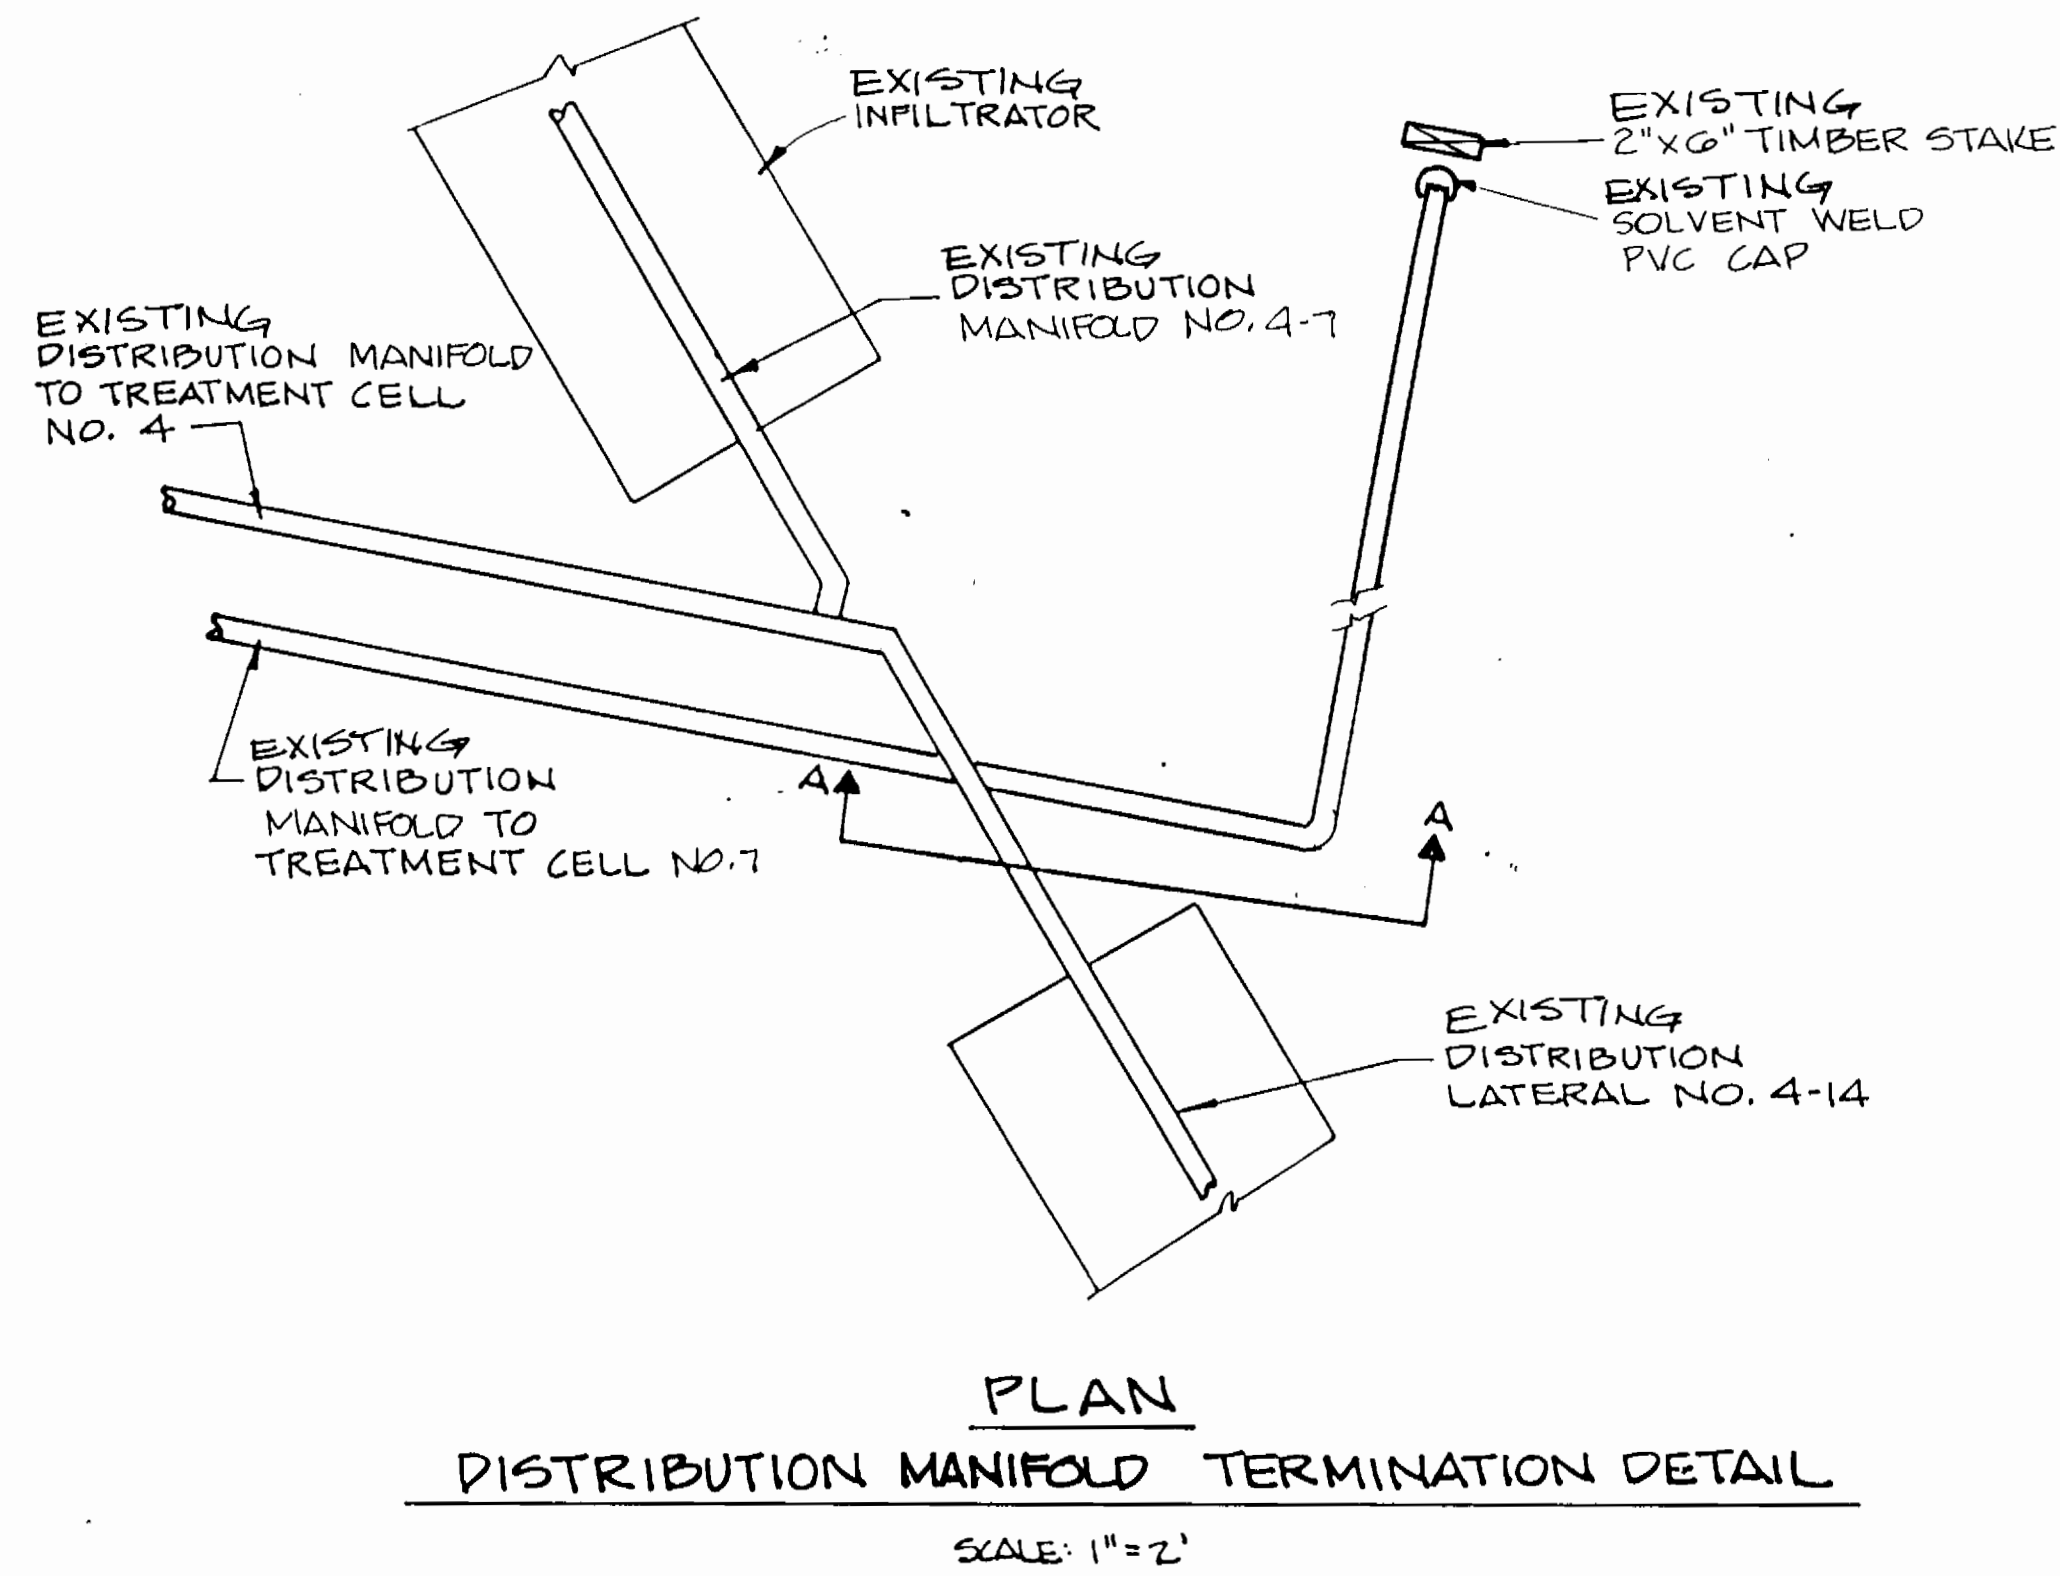 EXISTING
INFILTRATOR
EXISTING
2"X6" TIMBER STAKE
EXISTING
SOLVENT WELD
PVC CAP
EXISTING
DISTRIBUTION
MANIFOLD NO. 4-7
EXISTING
DISTRIBUTION MANIFOLD
TO TREATMENT CELL
NO. 4
EXISTING
DISTRIBUTION
MANIFOLD TO
TREATMENT CELL NO. 7
A
A
EXISTING
DISTRIBUTION
LATERAL NO. 4-14
PLAN
DISTRIBUTION MANIFOLD TERMINATION DETAIL
SCALE: 1"=2'